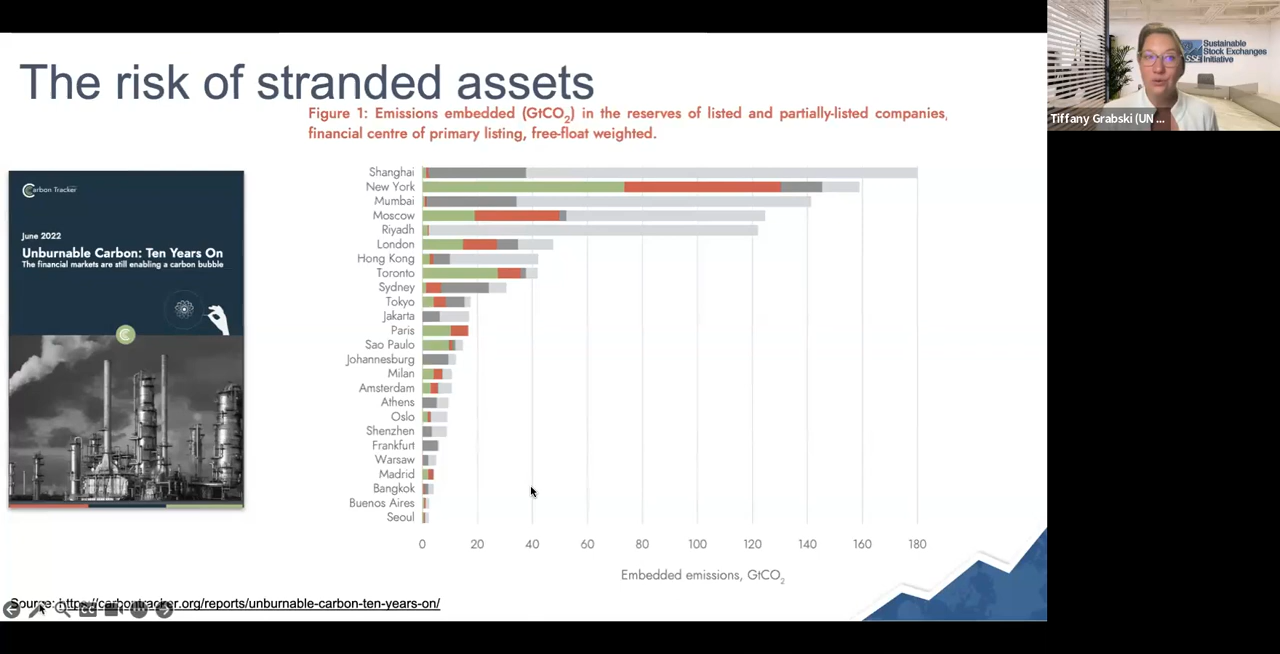 The risk of stranded assets
Figure 1: Emissions embedded (GtCO2) in the reserves of listed and partially-listed companies,
financial centre of primary listing, free-float weighted.
Carbon Tracker
June 2022
Unburnable Carbon: Ten Years On
The financial markets are still enabling a carbon bubble
Shanghai
New York
Mumbai
Moscow
Riyadh
London
Hong Kong
Toronto
Sydney
Tokyo
Jakarta
Paris
Sao Paulo
Johannesburg
Milan
Amsterdam
Athens
Oslo
Shenzhen
Frankfurt
Warsaw
Madrid
Bangkok
Buenos Aires
Seoul
0 20 40 60 80 100 120 140 160 180
Embedded emissions, GtCO2
Source: http://carbontracker.org/reports/unburnable-carbon-ten-years-on/
Sustainable
Stock Exchanges
Initiative
Tiffany Grabski (UN ...